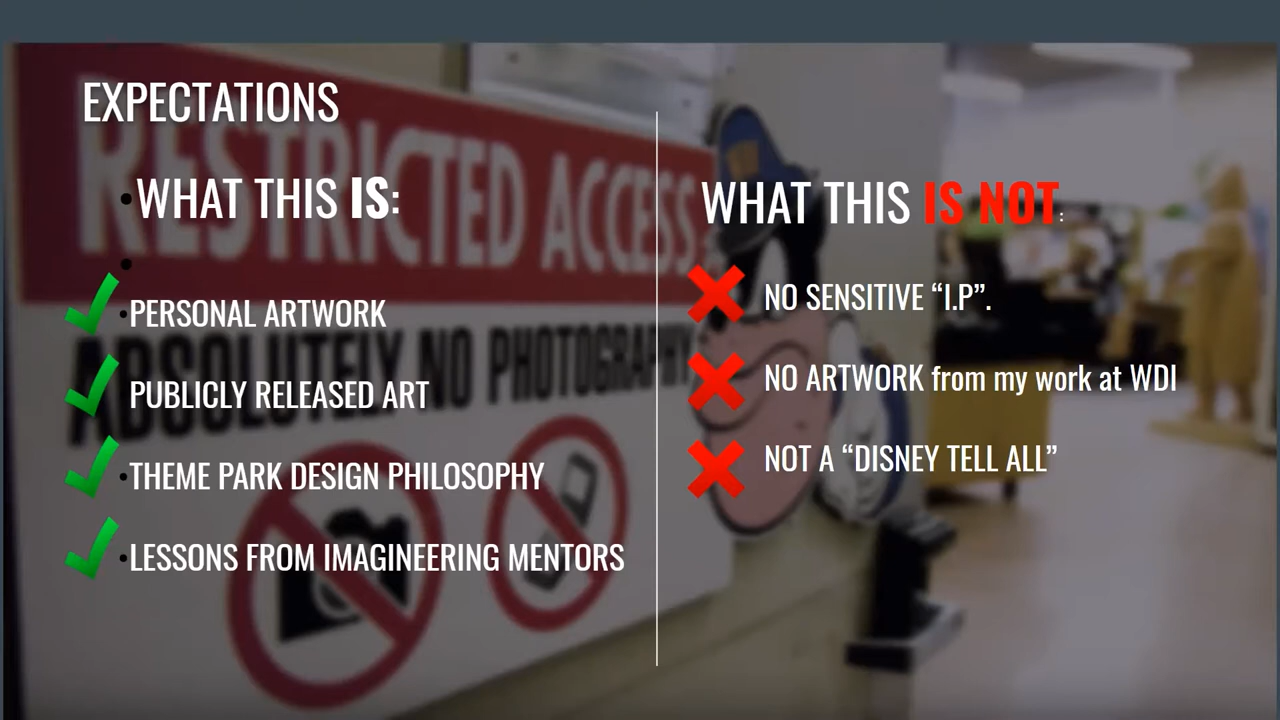 EXPECTATIONS
•WHAT THIS IS:
•
•PERSONAL ARTWORK
•PUBLICLY RELEASED ART
•THEME PARK DESIGN PHILOSOPHY
•LESSONS FROM IMAGINEERING MENTORS
WHAT THIS IS NOT:
NO SENSITIVE “I.P”.
NO ARTWORK from my work at WDI
NOT A “DISNEY TELL ALL”
RESTRICTED ACCESS
ABSOLUTELY NO PHOTOGRAPHY